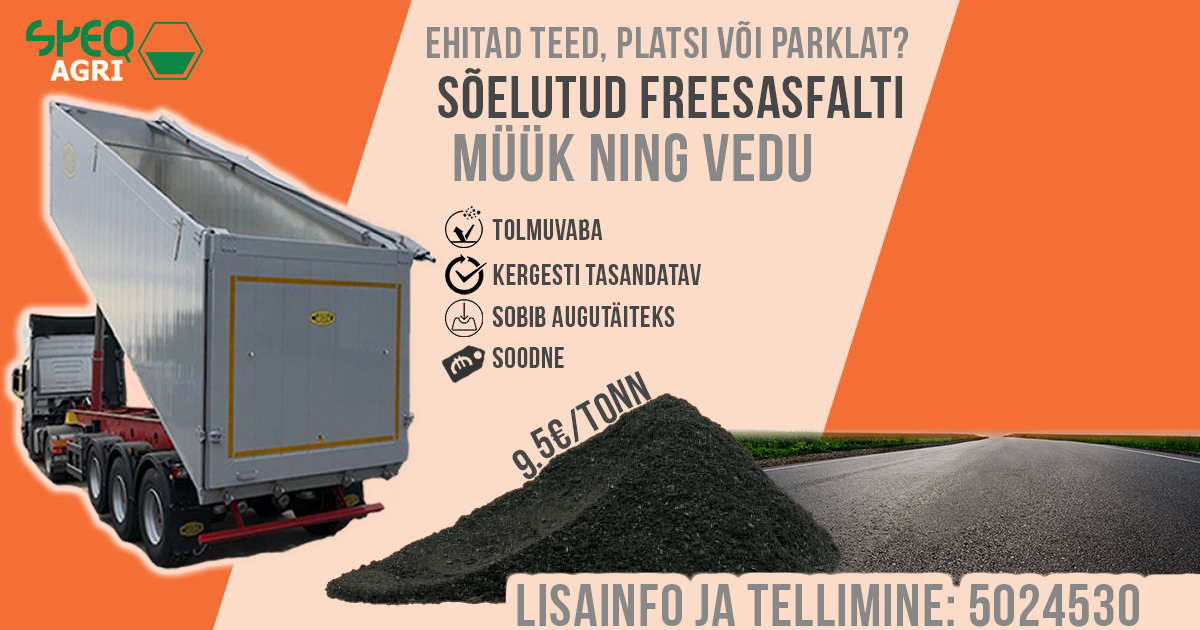 SPEQ
AGRI
EHITAD TEED, PLATSI VÕI PARKLAT?
SÕELUTUD FREESASFALTI
MÜÜK NING VEDU
TOLMUVABA
KERGESTI TASANDATAV
SOBIB AUGUTÄITEKS
SOODNE
9.5€/TONN
LISAINFO JA TELLIMINE: 5024530